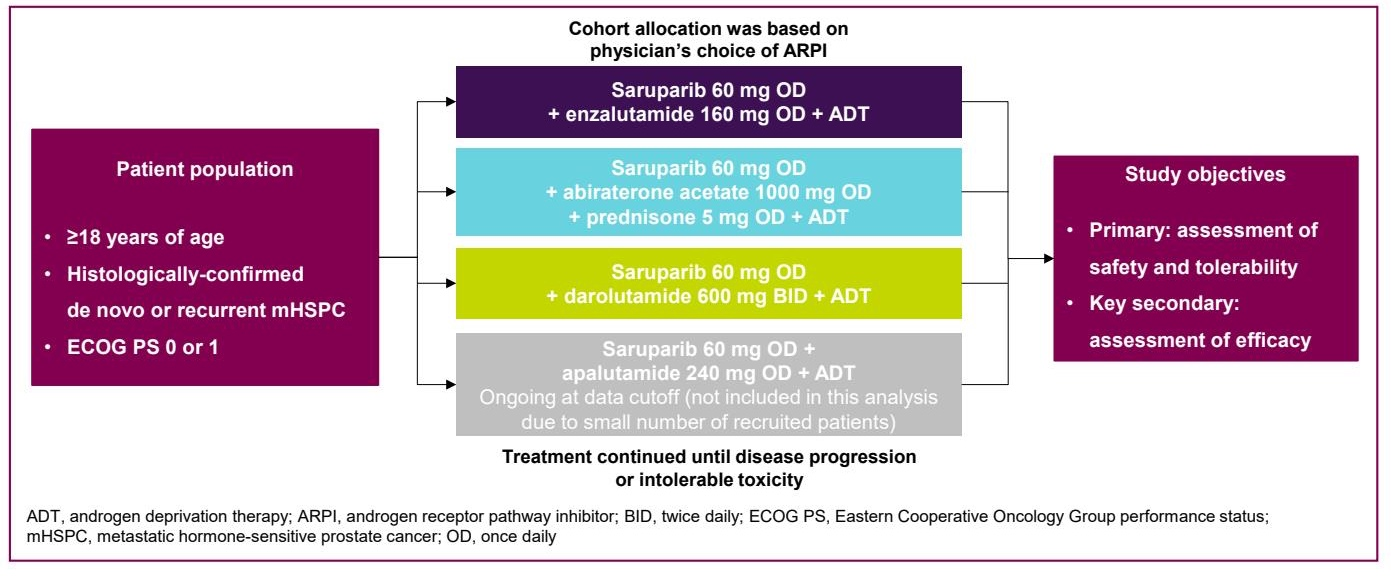 Cohort allocation was based on
physician’s choice of ARPI
Patient population
• ≥18 years of age
• Histologically-confirmed
de novo or recurrent mHSPC
• ECOG PS 0 or 1
Saruparib 60 mg OD
+ enzalutamide 160 mg OD + ADT
Saruparib 60 mg OD
+ abiraterone acetate 1000 mg OD
+ prednisone 5 mg OD + ADT
Saruparib 60 mg OD
+ darolutamide 600 mg BID + ADT
Saruparib 60 mg OD +
apalutamide 240 mg OD + ADT
Ongoing at data cutoff (not included in this analysis
due to small number of recruited patients)
Study objectives
• Primary: assessment of
safety and tolerability
• Key secondary:
assessment of efficacy
Treatment continued until disease progression
or intolerable toxicity
ADT, androgen deprivation therapy; ARPI, androgen receptor pathway inhibitor; BID, twice daily; ECOG PS, Eastern Cooperative Oncology Group performance status;
mHSPC, metastatic hormone-sensitive prostate cancer; OD, once daily